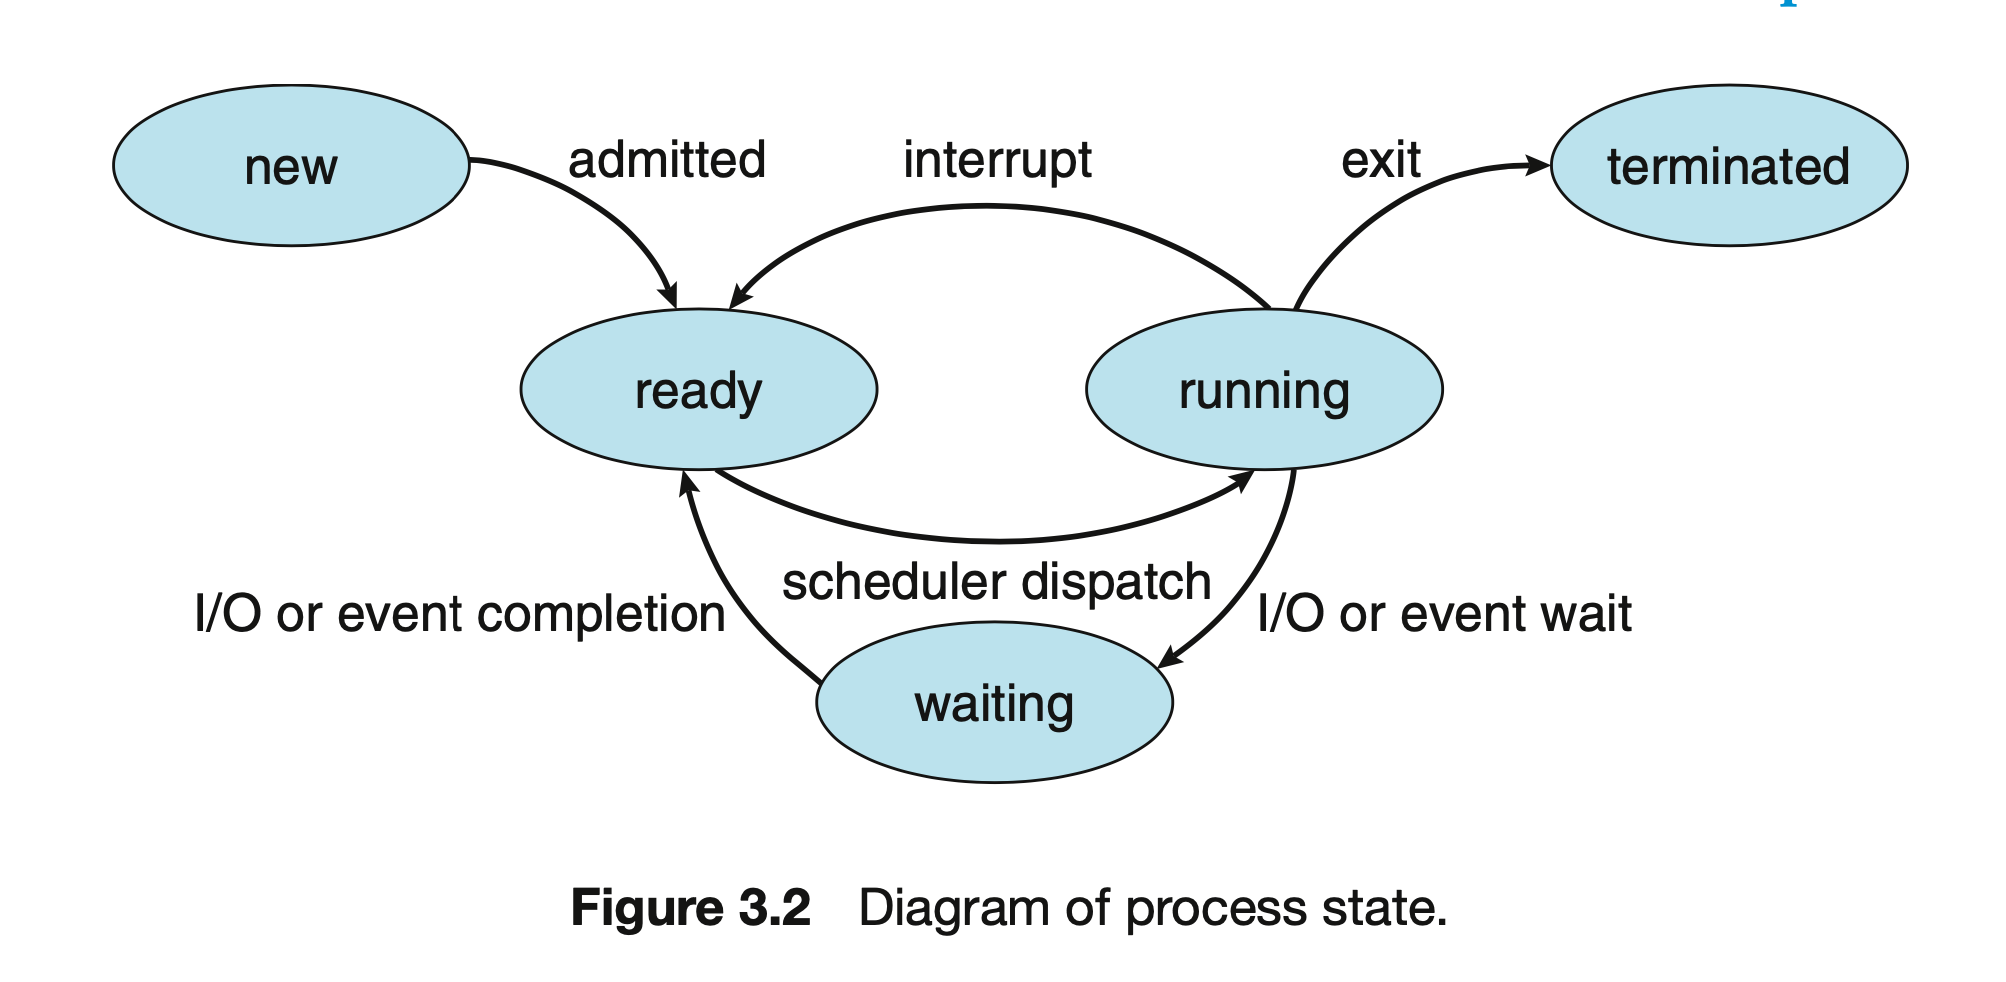 new
admitted
interrupt
exit
terminated
ready
running
scheduler dispatch
I/O or event completion
I/O or event wait
waiting
Figure 3.2 Diagram of process state.